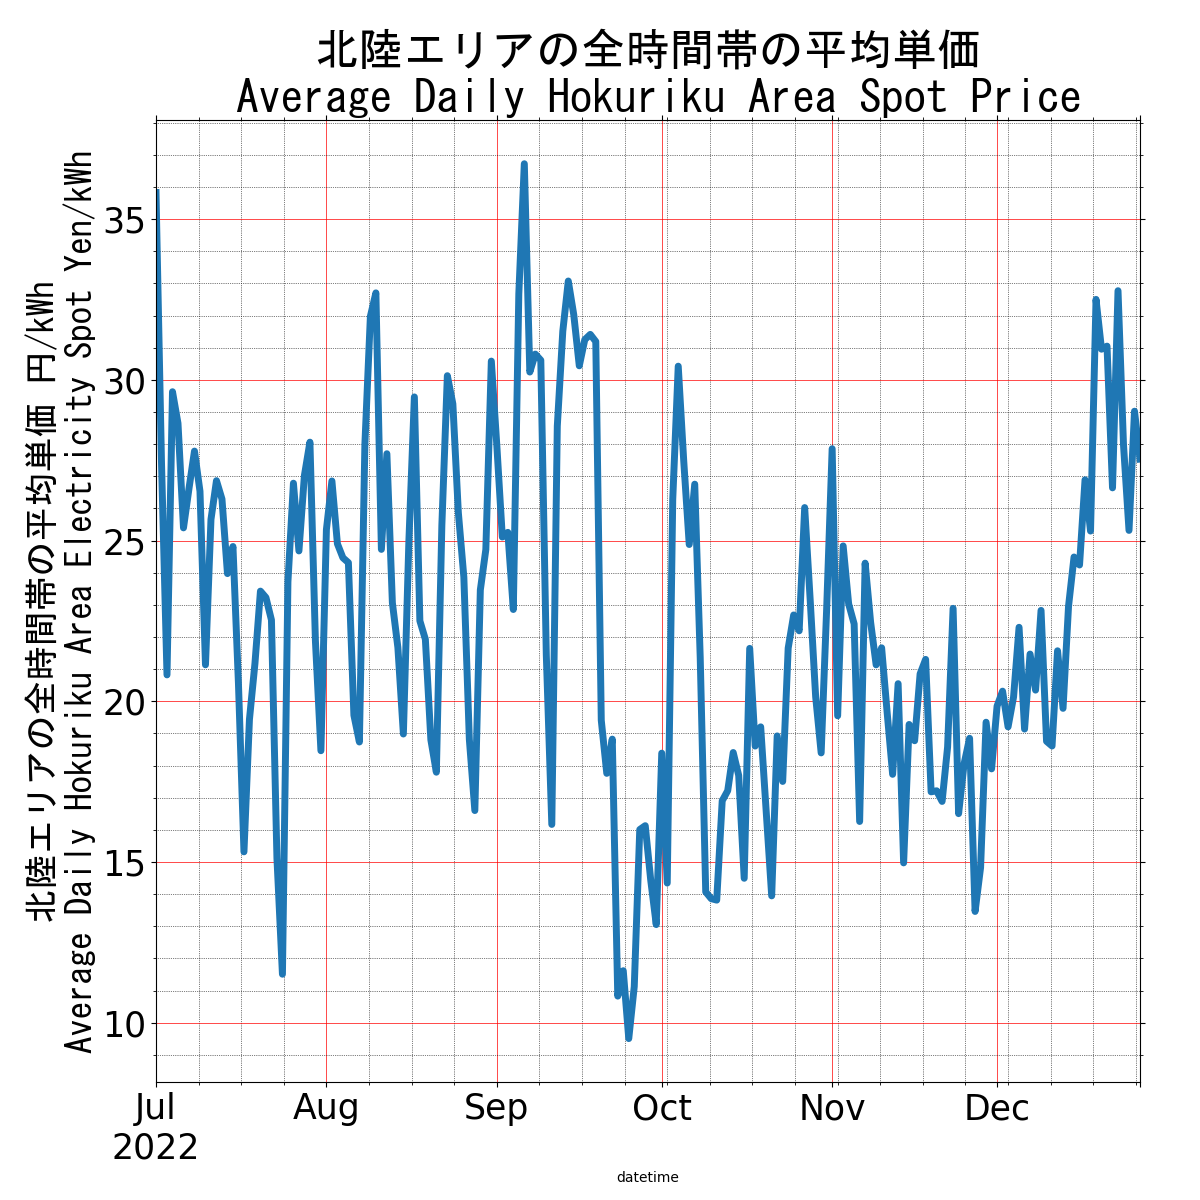 北陸エリアの全時間帯の平均単価
Average Daily Hokuriku Area Spot Price
北陸エリアの全時間帯の平均単価 円/kWh
Average Daily Hokuriku Area Electricity Spot Yen/kWh
35
30
25
20
15
10
Jul Aug Sep Oct Nov Dec
2022
datetime